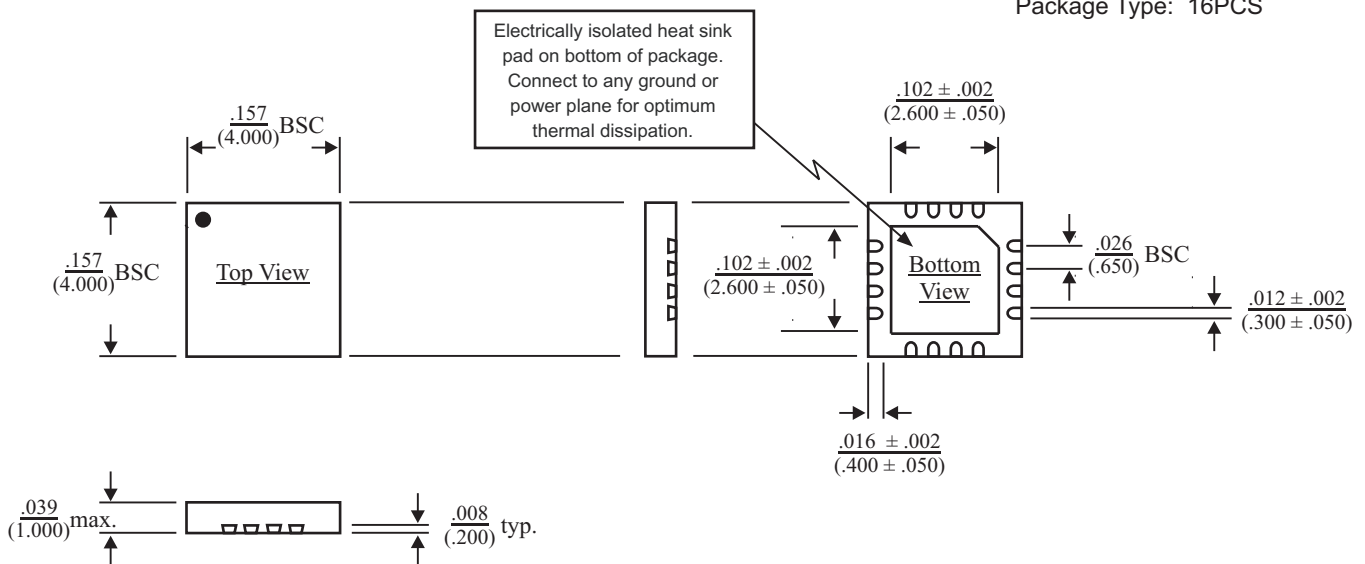 Package Type: 16PCS
Electrically isolated heat sink
pad on bottom of package.
Connect to any ground or
power plane for optimum
thermal dissipation.
.157
(4.000) BSC
.102 ± .002
(2.600 ± .050)
.157
(4.000) BSC
Top View
.102 ± .002
(2.600 ± .050)
Bottom
View
.026
(.650) BSC
.012 ± .002
(.300 ± .050)
.016 ± .002
(.400 ± .050)
.039
(1.000) max.
.008
(.200) typ.